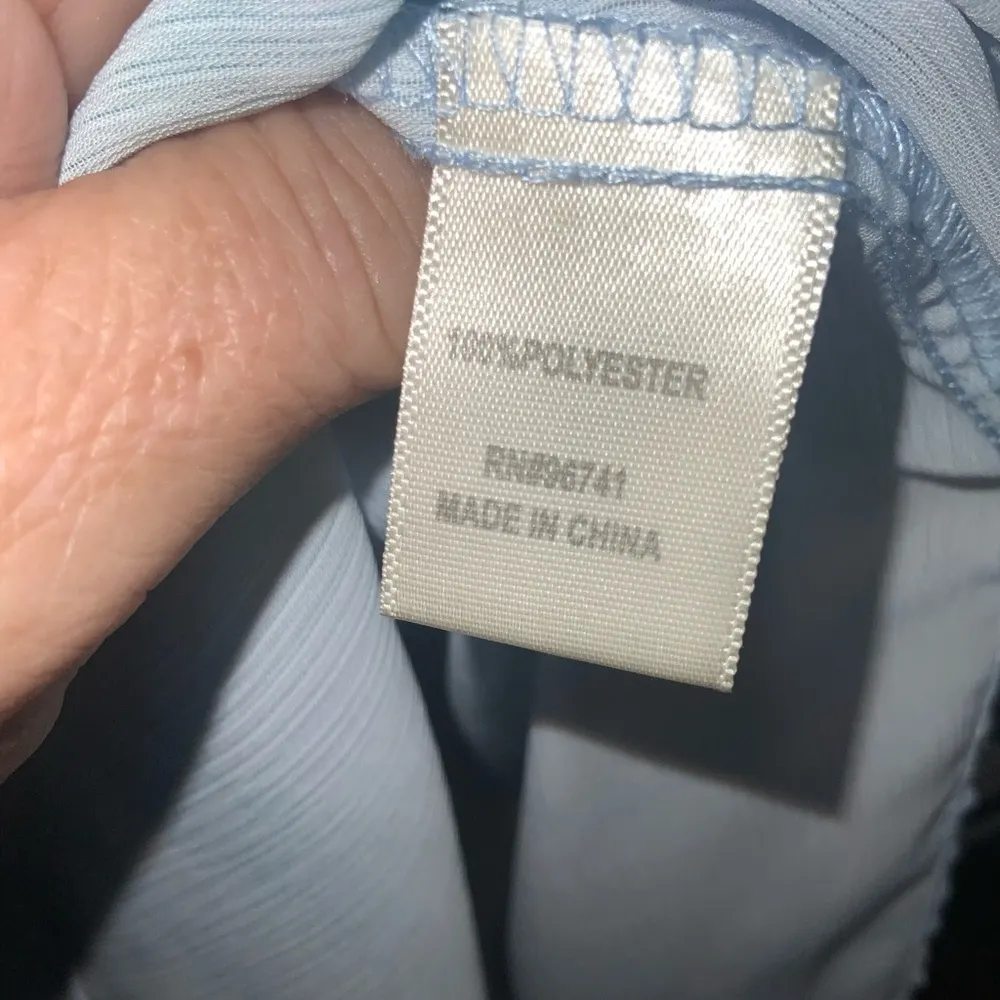 100%POLYESTER
RN#96741
MADE IN CHINA